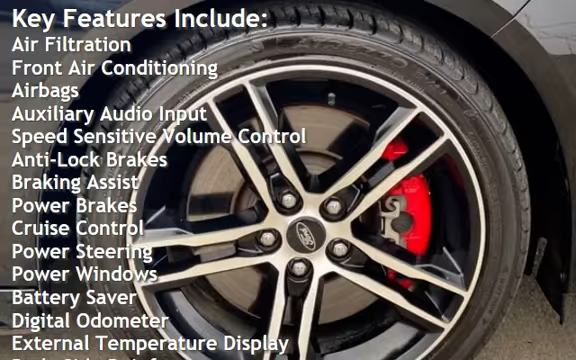 Key Features Include:
Air Filtration
Front Air Conditioning
Airbags
Auxiliary Audio Input
Speed Sensitive Volume Control
Anti-Lock Brakes
Braking Assist
Power Brakes
Cruise Control
Power Steering
Power Windows
Battery Saver
Digital Odometer
External Temperature Display
Ford